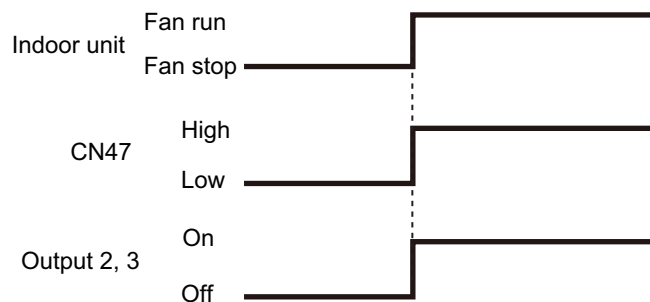 Fan run
Indoor unit
Fan stop
High
CN47
Low
On
Output 2, 3
Off